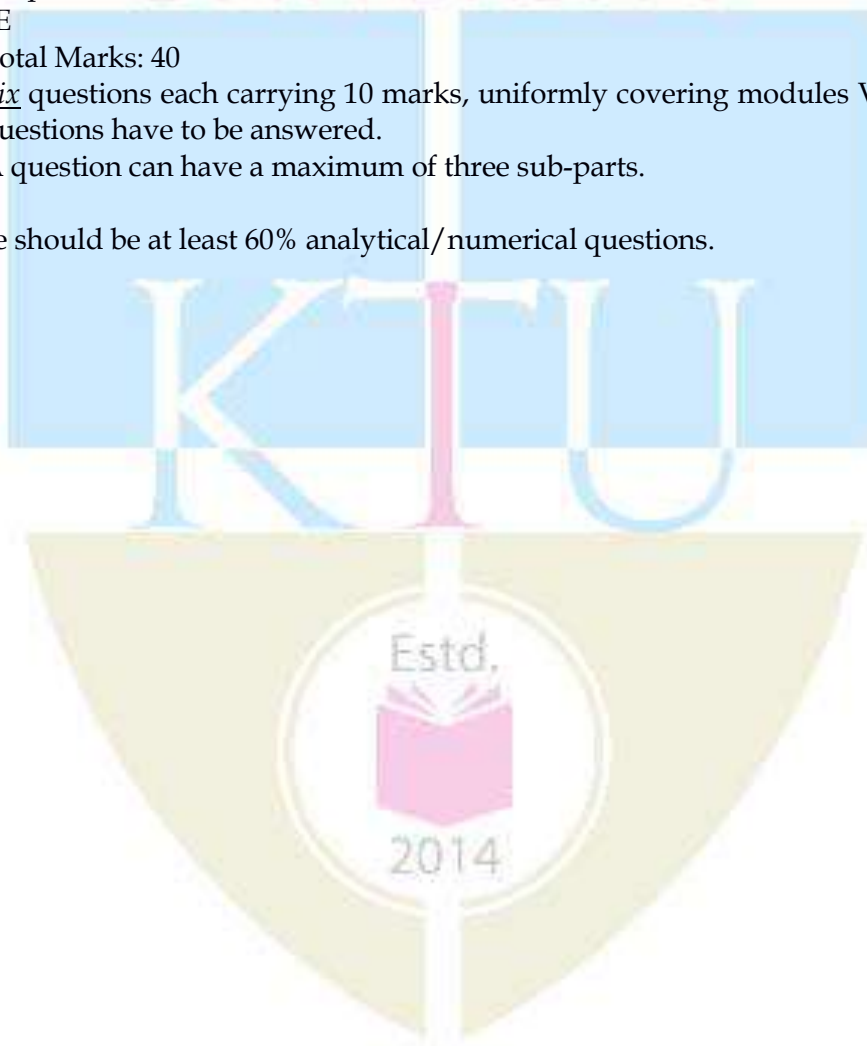 E
otal Marks: 40
ix questions each carrying 10 marks, uniformly covering modules V
uestions have to be answered.
A question can have a maximum of three sub-parts.
e should be at least 60% analytical/numerical questions.
KTU
Estd.
2014